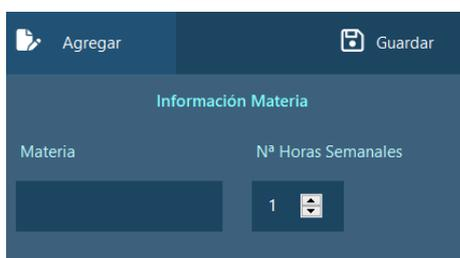 Agregar Guardar
Información Materia
Materia Nª Horas Semanales
1